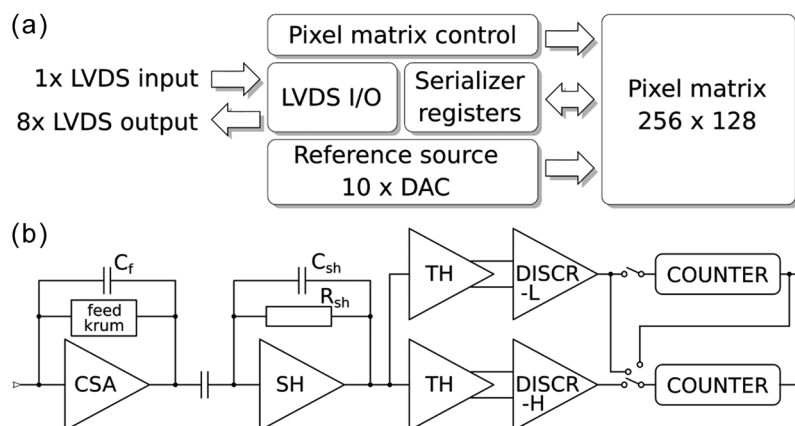 (a)
Pixel matrix control
1x LVDS input
8x LVDS output
LVDS I/O
Serializer
registers
Reference source
10 x DAC
Pixel matrix
256 x 128
(b)
Cf
feed
krum
CSA
Csh
Rsh
SH
TH
DISCR
-L
COUNTER
TH
DISCR
-H
COUNTER